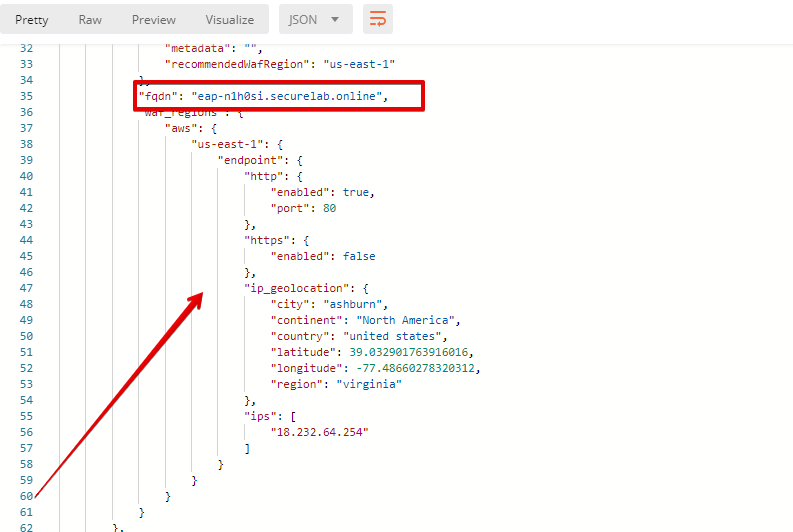 Pretty Raw Preview Visualize JSON
32 "metadata": "",
33 "recommendedWafRegion": "us-east-1"
34 },
35 "fqdn": "eap-n1h0si.securelab.online",
36 "waf_regions": {
37 "aws": {
38 "us-east-1": {
39 "endpoint": {
40 "http": {
41 "enabled": true,
42 "port": 80
43 },
44 "https": {
45 "enabled": false
46 },
47 "ip_geolocation": {
48 "city": "ashburn",
49 "continent": "North America",
50 "country": "united states",
51 "latitude": 39.032901763916016,
52 "longitude": -77.48660278320312,
53 "region": "virginia"
54 },
55 "ips": [
56 "18.232.64.254"
57 ]
58 }
59 }
60 }
61 }
62 },